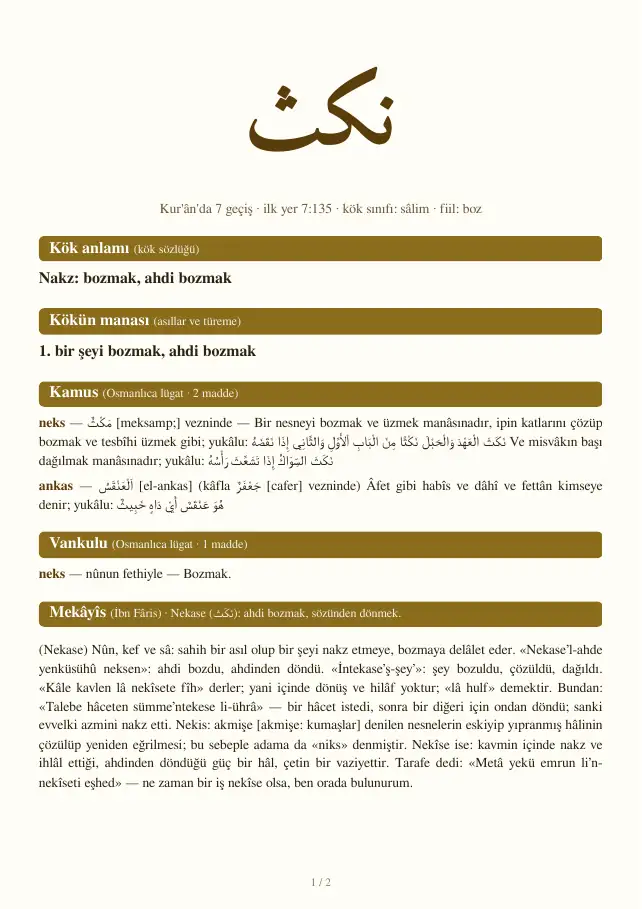 نكث
Kur'ân'da 7 geçiş · ilk yer 7:135 · kök sınıfı: sâlim · fiil: boz
Kök anlamı (kök sözlüğü)
Nakz: bozmak, ahdi bozmak
Kökün manası (asıllar ve türeme)
1. bir şeyi bozmak, ahdi bozmak
Kamus (Osmanlıca lügat · 2 madde)
neks — مَكْثٌ [meksamp;] vezninde — Bir nesneyi bozmak ve üzmek manâsınadır, ipin katlarını çözüp
bozmak ve tesbîhi üzmek gibi; yukâlu: نَكَثَ الْعَهْدَ وَالْحَبْلَ نَكْثًا مِنَ الْبَابِ الْأَوَّلِ وَالثَّانِي إِذَا نَقَضَهُ Ve misvâkın başı
dağılmak manâsınadır; yukâlu: نَكَثَ السِّوَاكُ إِذَا تَشَعَّثَ رَأْسُهُ
ankas — اَلْعَنْقَسُ [el-ankas] (kâfla جَعْفَرٌ [cafer] vezninde) Âfet gibi habîs ve dâhî ve fettân kimseye
denir; yukâlu: هُوَ عَنْقَسٌ أَيْ دَاهٍ خَبِيثٌ
Vankulu (Osmanlıca lügat · 1 madde)
neks — nûnun fethiyle — Bozmak.
Mekâyîs (İbn Fâris) · Nekase (نَكَثَ): ahdi bozmak, sözünden dönmek.
(Nekase) Nûn, kef ve sâ: sahih bir asıl olup bir şeyi nakz etmeye, bozmaya delâlet eder. «Nekase’l-ahde
yenküsühû neksen»: ahdi bozdu, ahdinden döndü. «İntekase’ş-şey’»: şey bozuldu, çözüldü, dağıldı.
«Kâle kavlen lâ nekîsete fîh» derler; yani içinde dönüş ve hilâf yoktur; «lâ hulf» demektir. Bundan:
«Talebe hâceten sümme’ntekese li-ührâ» — bir hâcet istedi, sonra bir diğeri için ondan döndü; sanki
evvelki azmini nakz etti. Nekis: akmişe [akmişe: kumaşlar] denilen nesnelerin eskiyip yıpranmış hâlinin
çözülüp yeniden eğrilmesi; bu sebeple adama da «niks» denmiştir. Nekîse ise: kavmin içinde nakz ve
ihlâl ettiği, ahdinden döndüğü güç bir hâl, çetin bir vaziyettir. Tarafe dedi: «Metâ yekü emrun li’n-
nekîseti eşhed» — ne zaman bir iş nekîse olsa, ben orada bulunurum.
1 / 2